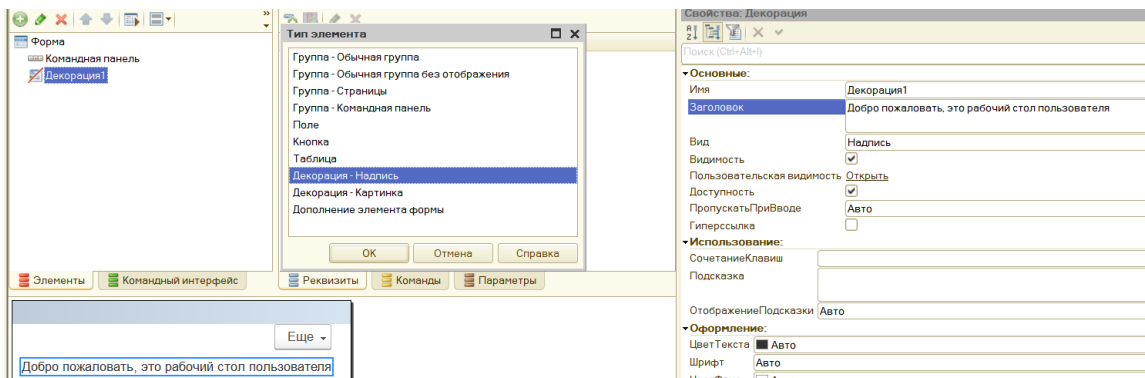 Форма
Командная панель
Декорация1
Элементы
Командный интерфейс
Тип элемента
Группа - Обычная группа
Группа - Обычная группа без отображения
Группа - Страницы
Группа - Командная панель
Поле
Кнопка
Таблица
Декорация - Надпись
Декорация - Картинка
Дополнение элемента формы
ОК Отмена Справка
Реквизиты Команды Параметры
Еще
Добро пожаловать, это рабочий стол пользователя
Свойства: Декорация
Поиск (Ctrl+Alt+I)
Основные:
Имя Декорация1
Заголовок Добро пожаловать, это рабочий стол пользователя
Вид Надпись
Видимость
Пользовательская видимость Открыть
Доступность
ПропускатьПриВводе Авто
Гиперссылка
Использование:
СочетаниеКлавиш
Подсказка
ОтображениеПодсказки Авто
Оформление:
ЦветТекста Авто
Шрифт Авто